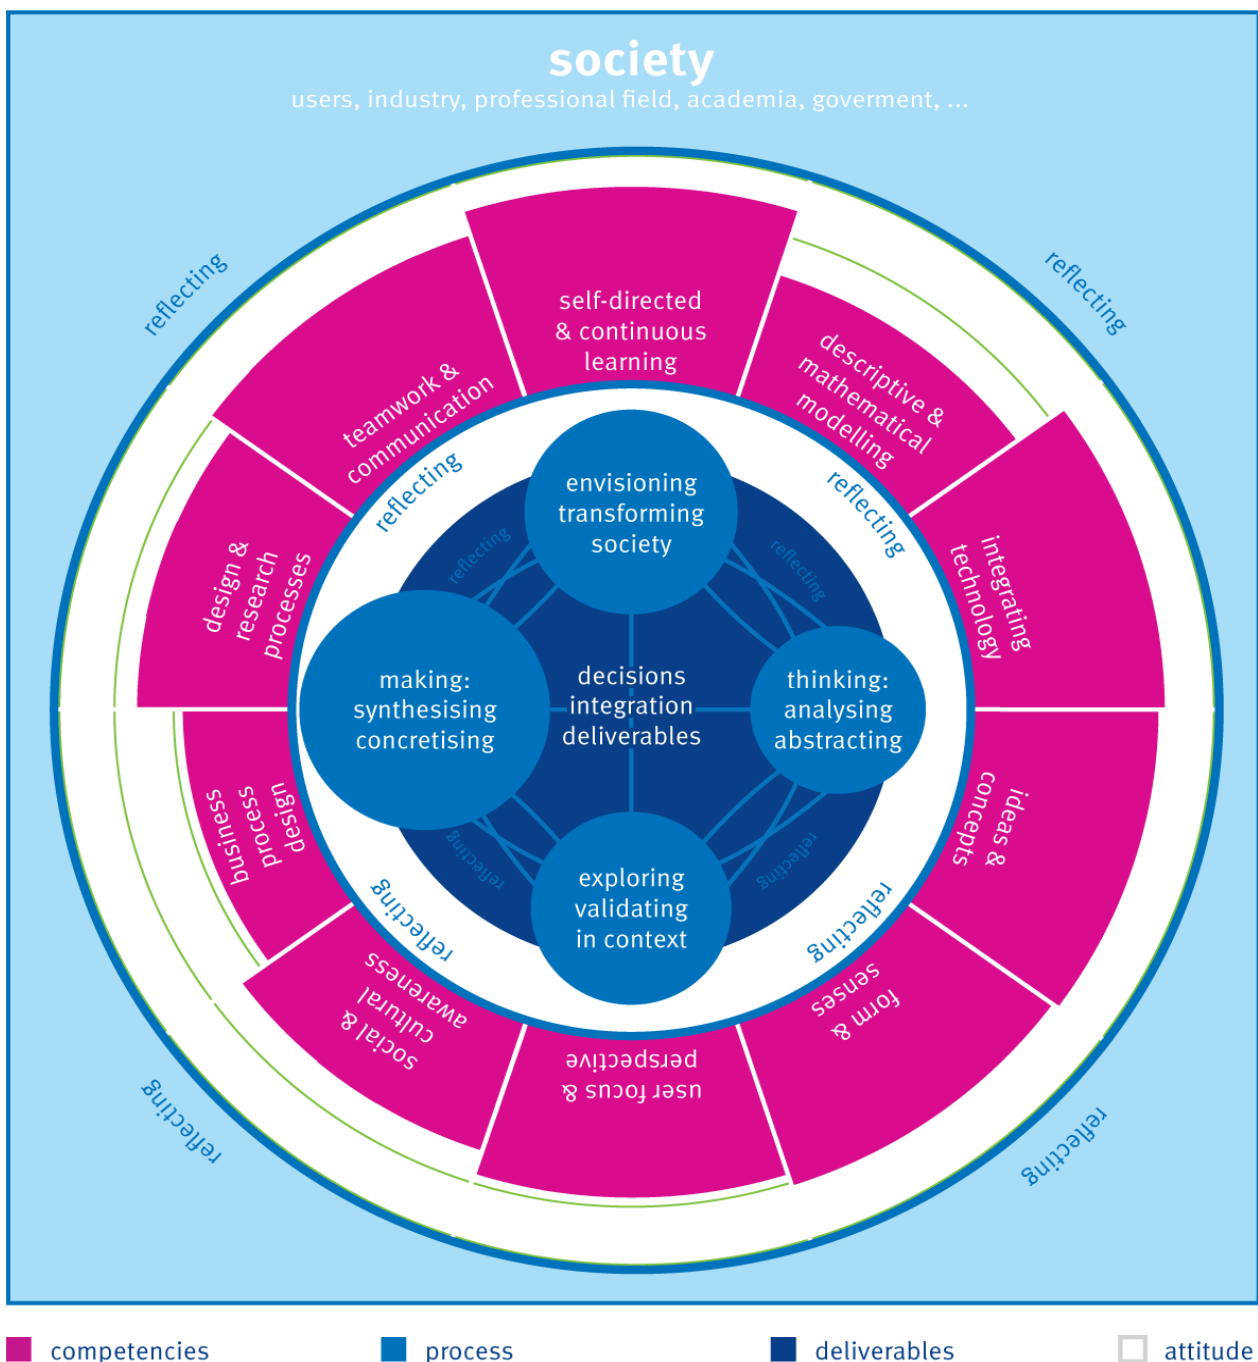 society
users, industry, professional field, academia, goverment, ...
reflecting
reflecting
self-directed
& continuous
learning
descriptive &
mathematical
modelling
integrating
technology
ideas &
concepts
form &
senses
user focus &
perspective
social &
cultural
awareness
business
process
design
design &
research
processes
teamwork &
communication
reflecting
reflecting
envisioning
transforming
society
reflecting
reflecting
making:
synthesising
concretising
decisions
integration
deliverables
thinking:
analysing
abstracting
reflecting
reflecting
exploring
validating
in context
reflecting
reflecting
reflecting
reflecting
competencies
process
deliverables
attitude